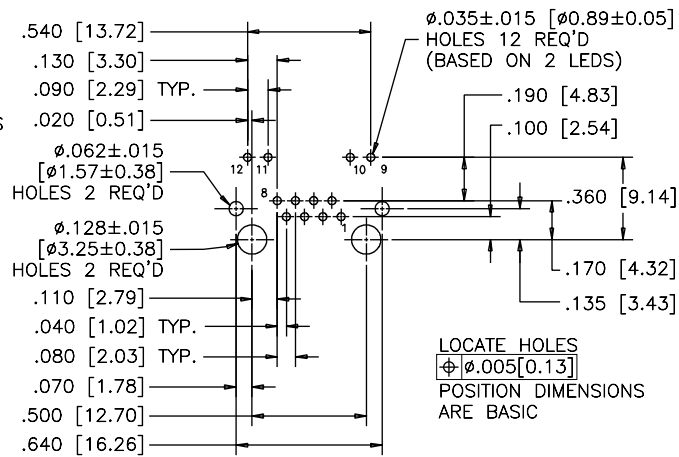 .540 [13.72]
.130 [3.30]
.090 [2.29] TYP.
.020 [0.51]
S
ø.062±.015
[ø1.57±0.38]
HOLES 2 REQ'D
ø.128±.015
[ø3.25±0.38]
HOLES 2 REQ'D
.110 [2.79]
.040 [1.02] TYP.
.080 [2.03] TYP.
.070 [1.78]
.500 [12.70]
.640 [16.26]
12
11
10
9
8
1
ø.035±.015 [ø0.89±0.05]
HOLES 12 REQ'D
(BASED ON 2 LEDS)
.190 [4.83]
.100 [2.54]
.360 [9.14]
.170 [4.32]
.135 [3.43]
LOCATE HOLES
⌖ ø.005[0.13]
POSITION DIMENSIONS
ARE BASIC